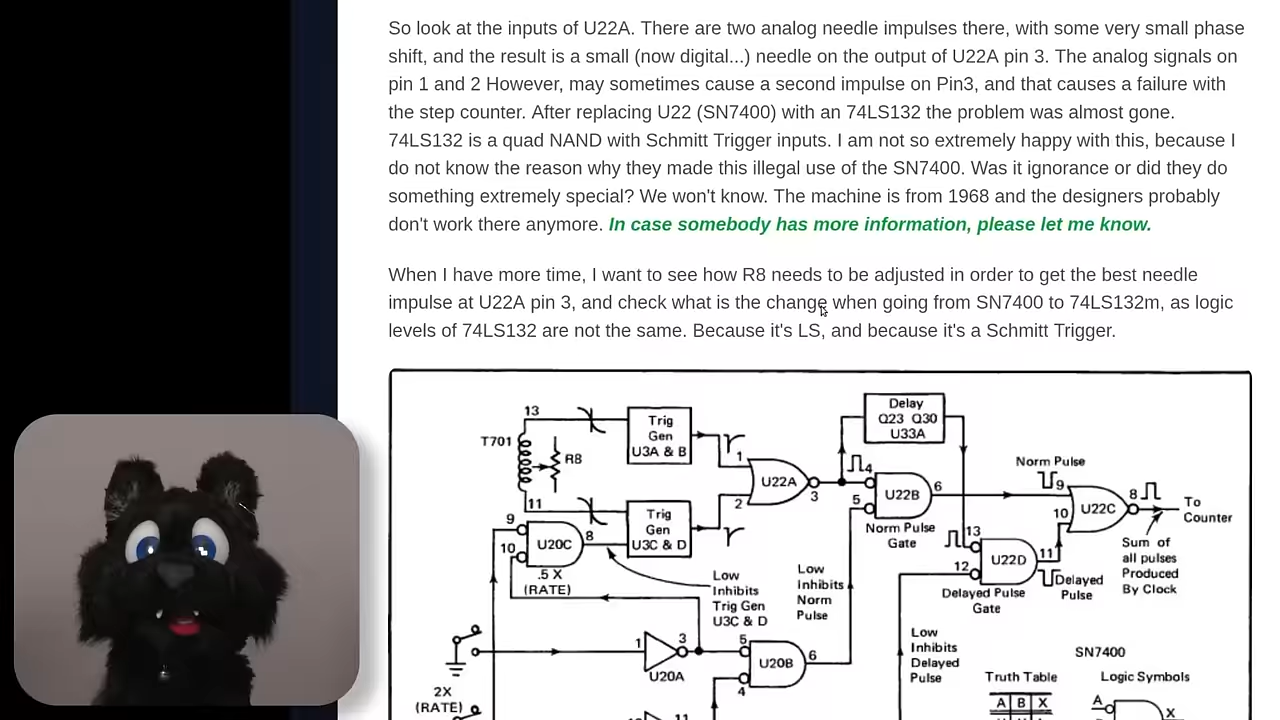 So look at the inputs of U22A. There are two analog needle impulses there, with some very small phase
shift, and the result is a small (now digital...) needle on the output of U22A pin 3. The analog signals on
pin 1 and 2 However, may sometimes cause a second impulse on Pin3, and that causes a failure with
the step counter. After replacing U22 (SN7400) with an 74LS132 the problem was almost gone.
74LS132 is a quad NAND with Schmitt Trigger inputs. I am not so extremely happy with this, because I
do not know the reason why they made this illegal use of the SN7400. Was it ignorance or did they do
something extremely special? We won't know. The machine is from 1968 and the designers probably
don't work there anymore. In case somebody has more information, please let me know.
When I have more time, I want to see how R8 needs to be adjusted in order to get the best needle
impulse at U22A pin 3, and check what is the change when going from SN7400 to 74LS132m, as logic
levels of 74LS132 are not the same. Because it's LS, and because it's a Schmitt Trigger.
13
T701
R8
11
Trig
Gen
U3A & B
Trig
Gen
U3C & D
1
2
U22A
3
Delay
Q23 Q30
U33A
4
5
U22B
6
Norm Pulse
Gate
Norm Pulse
9
10
U22C
8
To
Counter
Sum of
all pulses
Produced
By Clock
13
12
U22D
11
Delayed
Pulse
Delayed Pulse
Gate
9
10
U20C
8
.5 X
(RATE)
Low
Inhibits
Trig Gen
U3C & D
Low
Inhibits
Norm
Pulse
Low
Inhibits
Delayed
Pulse
1
3
U20A
5
4
U20B
6
2X
(RATE)
11
SN7400
Truth Table
Logic Symbols
A B X
A
X